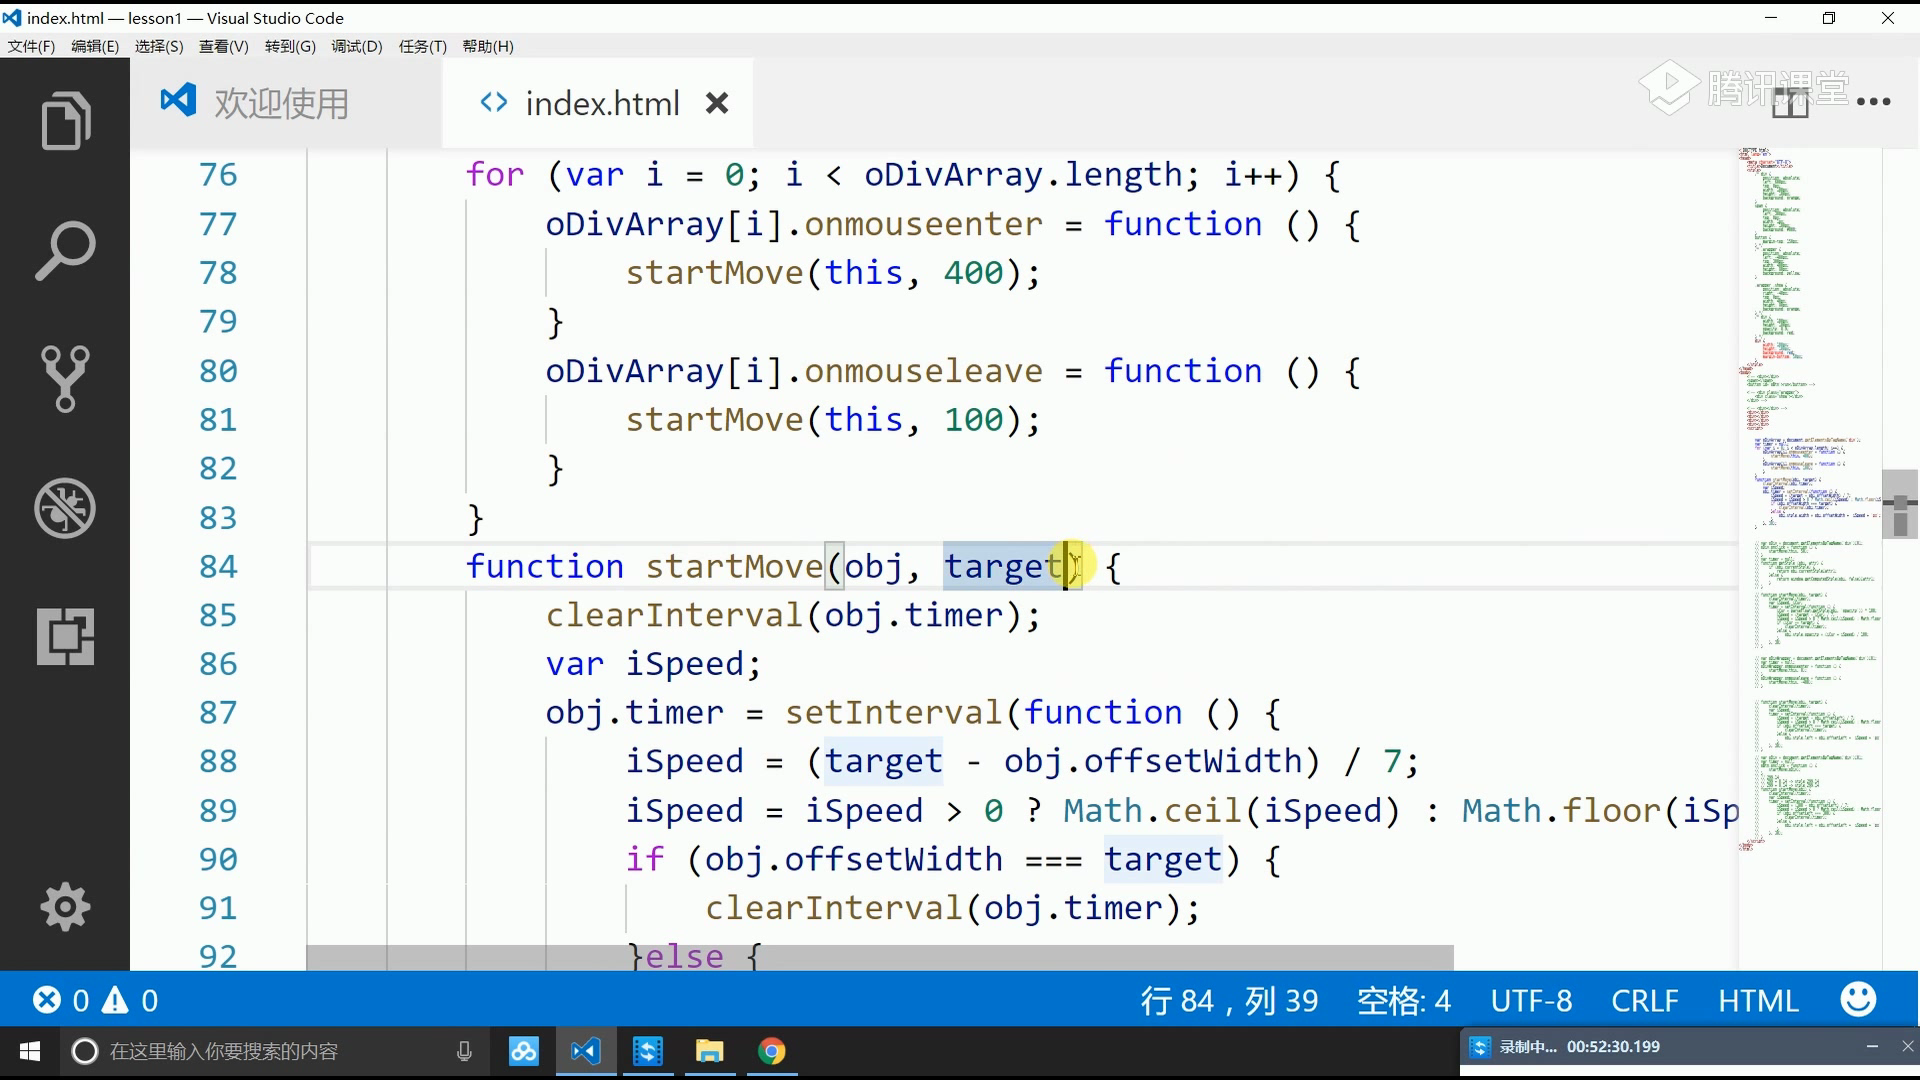 index.html — lesson1 — Visual Studio Code
文件(F) 编辑(E) 选择(S) 查看(V) 转到(G) 调试(D) 任务(T) 帮助(H)
欢迎使用 index.html
腾讯课堂
76 for (var i = 0; i < oDivArray.length; i++) {
77 oDivArray[i].onmouseenter = function () {
78 startMove(this, 400);
79 }
80 oDivArray[i].onmouseleave = function () {
81 startMove(this, 100);
82 }
83 }
84 function startMove(obj, target) {
85 clearInterval(obj.timer);
86 var iSpeed;
87 obj.timer = setInterval(function () {
88 iSpeed = (target - obj.offsetWidth) / 7;
89 iSpeed = iSpeed > 0 ? Math.ceil(iSpeed) : Math.floor(iSp
90 if (obj.offsetWidth === target) {
91 clearInterval(obj.timer);
92 }else {
0 0 行 84，列 39 空格: 4 UTF-8 CRLF HTML
在这里输入你要搜索的内容
录制中... 00:52:30.199